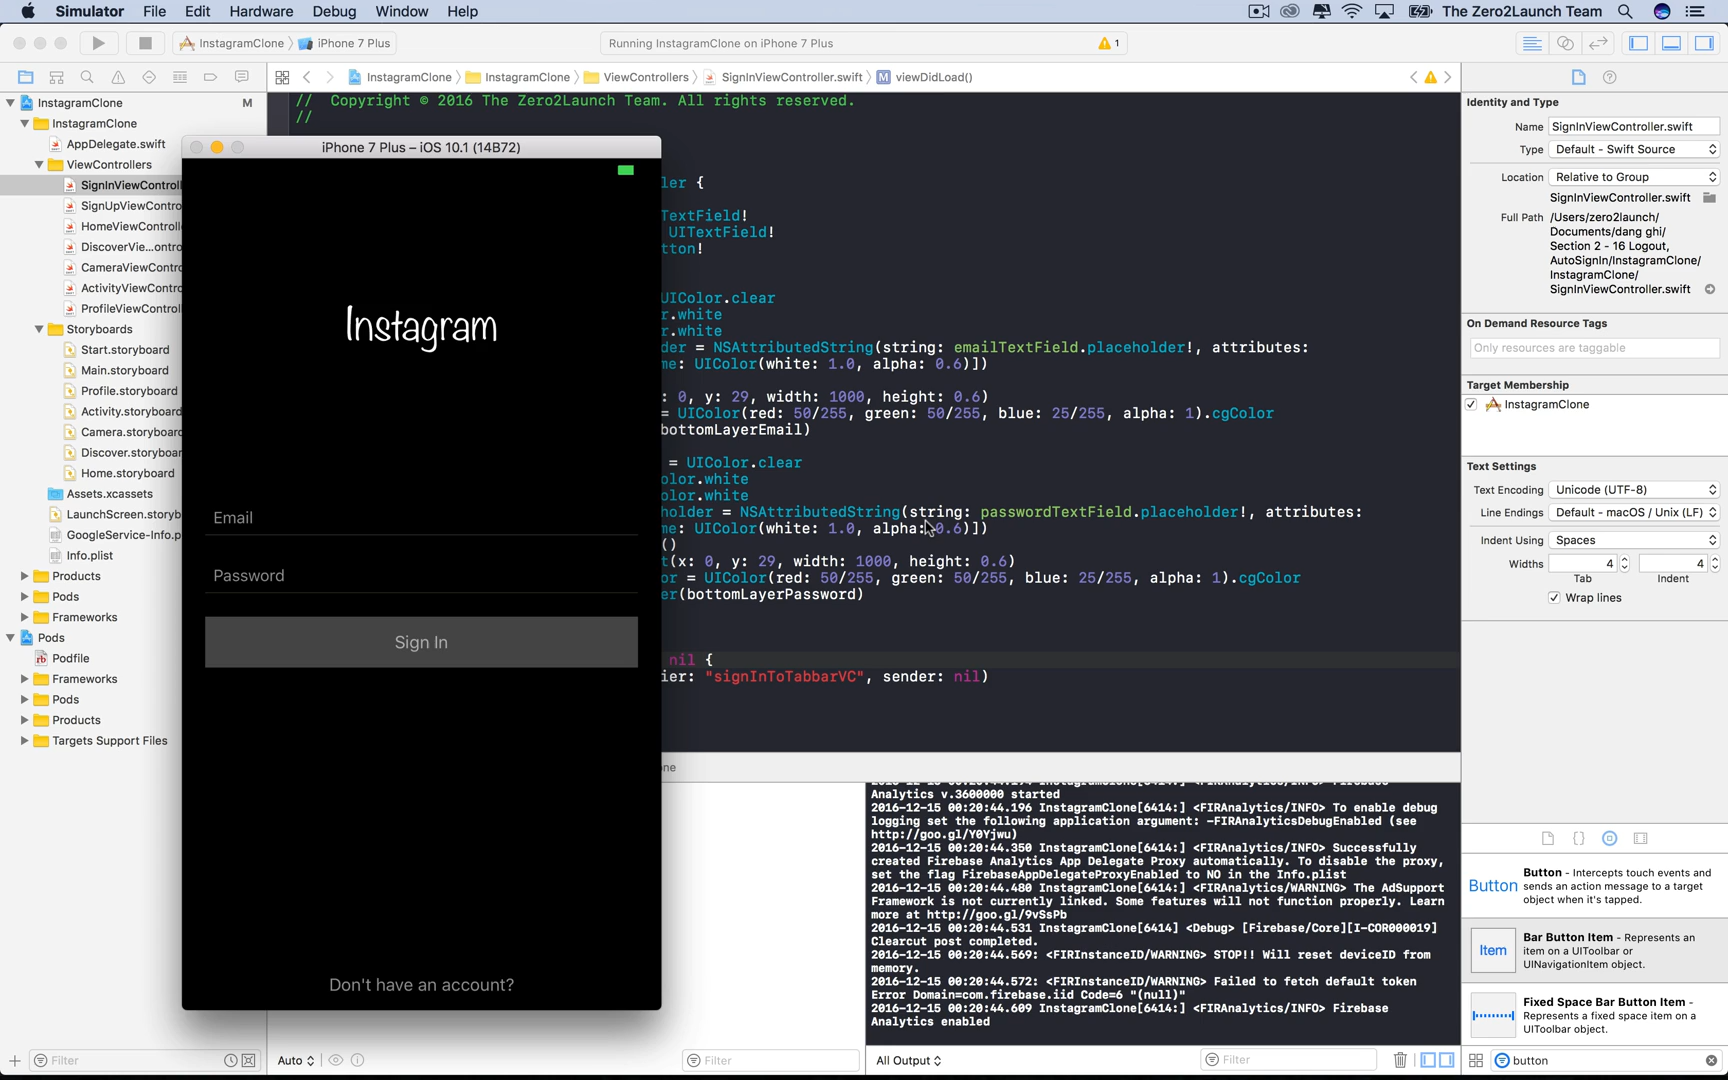 Simulator File Edit Hardware Debug Window Help The Zero2Launch Team
InstagramClone iPhone 7 Plus Running InstagramClone on iPhone 7 Plus 1
InstagramClone InstagramClone ViewControllers SignInViewController.swift M viewDidLoad()
InstagramClone M
InstagramClone
AppDelegate.swift
ViewControllers
SignInViewControll
SignUpViewContro
HomeViewControll
DiscoverVie...ontro
CameraViewContro
ActivityViewContro
ProfileViewControl
Storyboards
Start.storyboard
Main.storyboard
Profile.storyboard
Activity.storyboard
Camera.storyboard
Discover.storyboar
Home.storyboard
Assets.xcassets
LaunchScreen.storyb
GoogleService-Info.p
Info.plist
Products
Pods
Frameworks
Pods
Podfile
Frameworks
Pods
Products
Targets Support Files
Filter
iPhone 7 Plus – iOS 10.1 (14B72)
Instagram
Email
Password
Sign In
Don't have an account?
// Copyright © 2016 The Zero2Launch Team. All rights reserved.
//
ler {
TextField!
UITextField!
tton!
UIColor.clear
r.white
r.white
der = NSAttributedString(string: emailTextField.placeholder!, attributes:
me: UIColor(white: 1.0, alpha: 0.6)])
: 0, y: 29, width: 1000, height: 0.6)
= UIColor(red: 50/255, green: 50/255, blue: 25/255, alpha: 1).cgColor
bottomLayerEmail)
= UIColor.clear
olor.white
olor.white
holder = NSAttributedString(string: passwordTextField.placeholder!, attributes:
me: UIColor(white: 1.0, alpha: 0.6)])
()
t(x: 0, y: 29, width: 1000, height: 0.6)
or = UIColor(red: 50/255, green: 50/255, blue: 25/255, alpha: 1).cgColor
er(bottomLayerPassword)
nil {
ier: "signInToTabbarVC", sender: nil)
one
Analytics v.3600000 started
2016-12-15 00:20:44.196 InstagramClone[6414:] <FIRAnalytics/INFO> To enable debug
logging set the following application argument: -FIRAnalyticsDebugEnabled (see
http://goo.gl/Y0Yjwu)
2016-12-15 00:20:44.350 InstagramClone[6414:] <FIRAnalytics/INFO> Successfully
created Firebase Analytics App Delegate Proxy automatically. To disable the proxy,
set the flag FirebaseAppDelegateProxyEnabled to NO in the Info.plist
2016-12-15 00:20:44.480 InstagramClone[6414:] <FIRAnalytics/WARNING> The AdSupport
Framework is not currently linked. Some features will not function properly. Learn
more at http://goo.gl/9vSsPb
2016-12-15 00:20:44.531 InstagramClone[6414] <Debug> [Firebase/Core][I-COR000019]
Clearcut post completed.
2016-12-15 00:20:44.569: <FIRInstanceID/WARNING> STOP!! Will reset deviceID from
memory.
2016-12-15 00:20:44.572: <FIRInstanceID/WARNING> Failed to fetch default token
Error Domain=com.firebase.iid Code=6 "(null)"
2016-12-15 00:20:44.609 InstagramClone[6414:] <FIRAnalytics/INFO> Firebase
Analytics enabled
Auto Filter All Output Filter
Identity and Type
Name SignInViewController.swift
Type Default - Swift Source
Location Relative to Group
SignInViewController.swift
Full Path /Users/zero2launch/
Documents/dang ghi/
Section 2 - 16 Logout,
AutoSignIn/InstagramClone/
InstagramClone/
SignInViewController.swift
On Demand Resource Tags
Only resources are taggable
Target Membership
InstagramClone
Text Settings
Text Encoding Unicode (UTF-8)
Line Endings Default - macOS / Unix (LF)
Indent Using Spaces
Widths 4 4
Tab Indent
Wrap lines
{}
Button Button - Intercepts touch events and
sends an action message to a target
object when it's tapped.
Item Bar Button Item - Represents an
item on a UIToolbar or
UINavigationItem object.
Fixed Space Bar Button Item -
Represents a fixed space item on a
UIToolbar object.
button